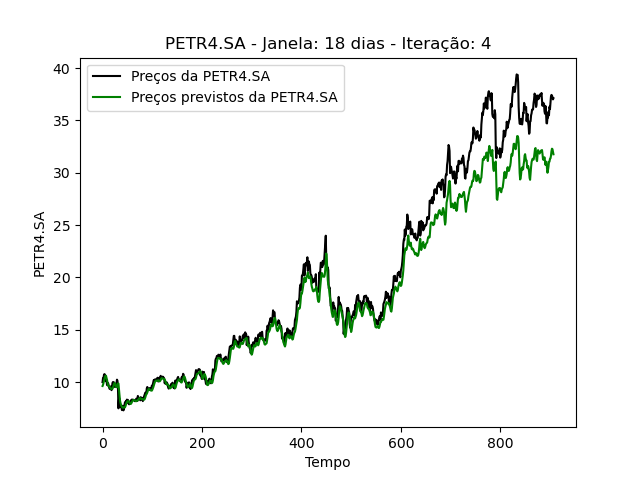 PETR4.SA - Janela: 18 dias - Iteração: 4
Preços da PETR4.SA
Preços previstos da PETR4.SA
PETR4.SA
40
35
30
25
20
15
10
0
200
400
600
800
Tempo